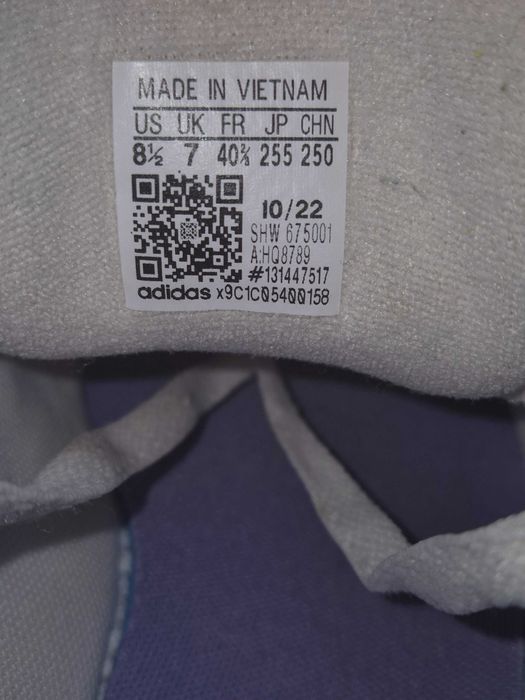 MADE IN VIETNAM
US UK FR JP CHN
8½ 7 40⅔ 255 250
10/22
SHW 675001
A:HQ8789
#131447517
adidas x9C1C05400158